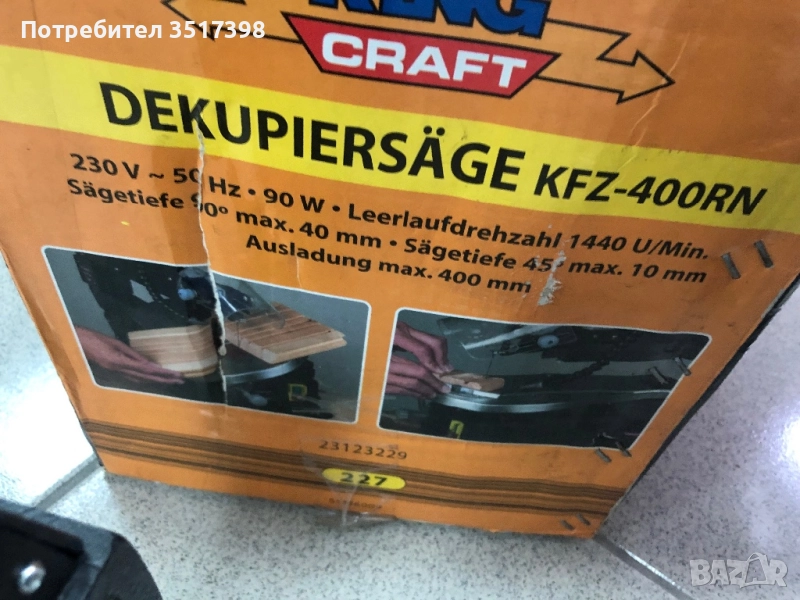 Потребител 3517398
KING
CRAFT
DEKUPIERSÄGE KFZ-400RN
230 V ~ 50 Hz • 90 W • Leerlaufdrehzahl 1440 U/Min.
Sägetiefe 90° max. 40 mm • Sägetiefe 45° max. 10 mm
Ausladung max. 400 mm
23123229
227
BAZAR